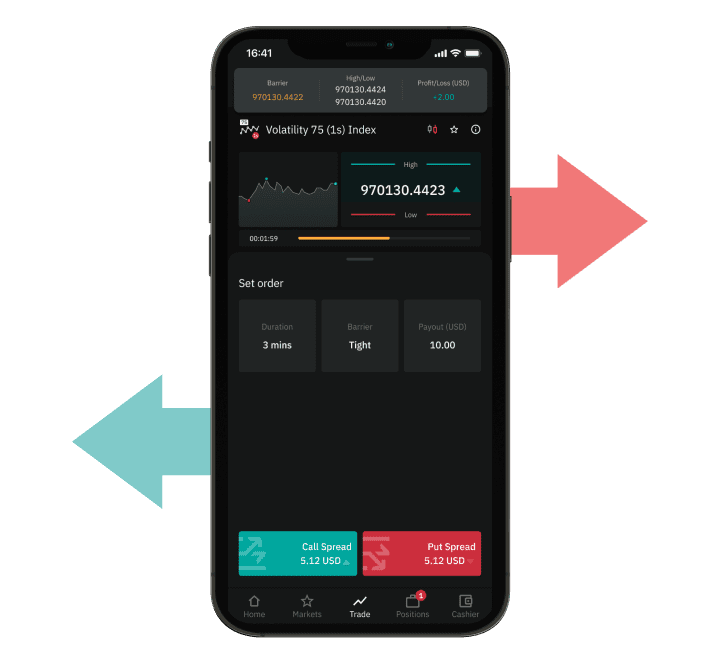 16:41
Barrier
970130.4422
High/Low
970130.4424
970130.4420
Profit/Loss (USD)
+2.00
75
1s
Volatility 75 (1s) Index
High
970130.4423
Low
00:01:59
Set order
Duration
3 mins
Barrier
Tight
Payout (USD)
10.00
Call Spread
5.12 USD
Put Spread
5.12 USD
1
Home
Markets
Trade
Positions
Cashier